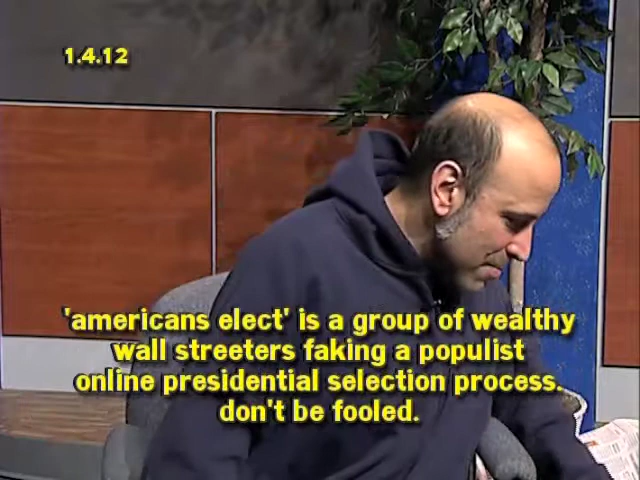 1.4.12
'americans elect' is a group of wealthy
wall streeters faking a populist
online presidential selection process.
don't be fooled.